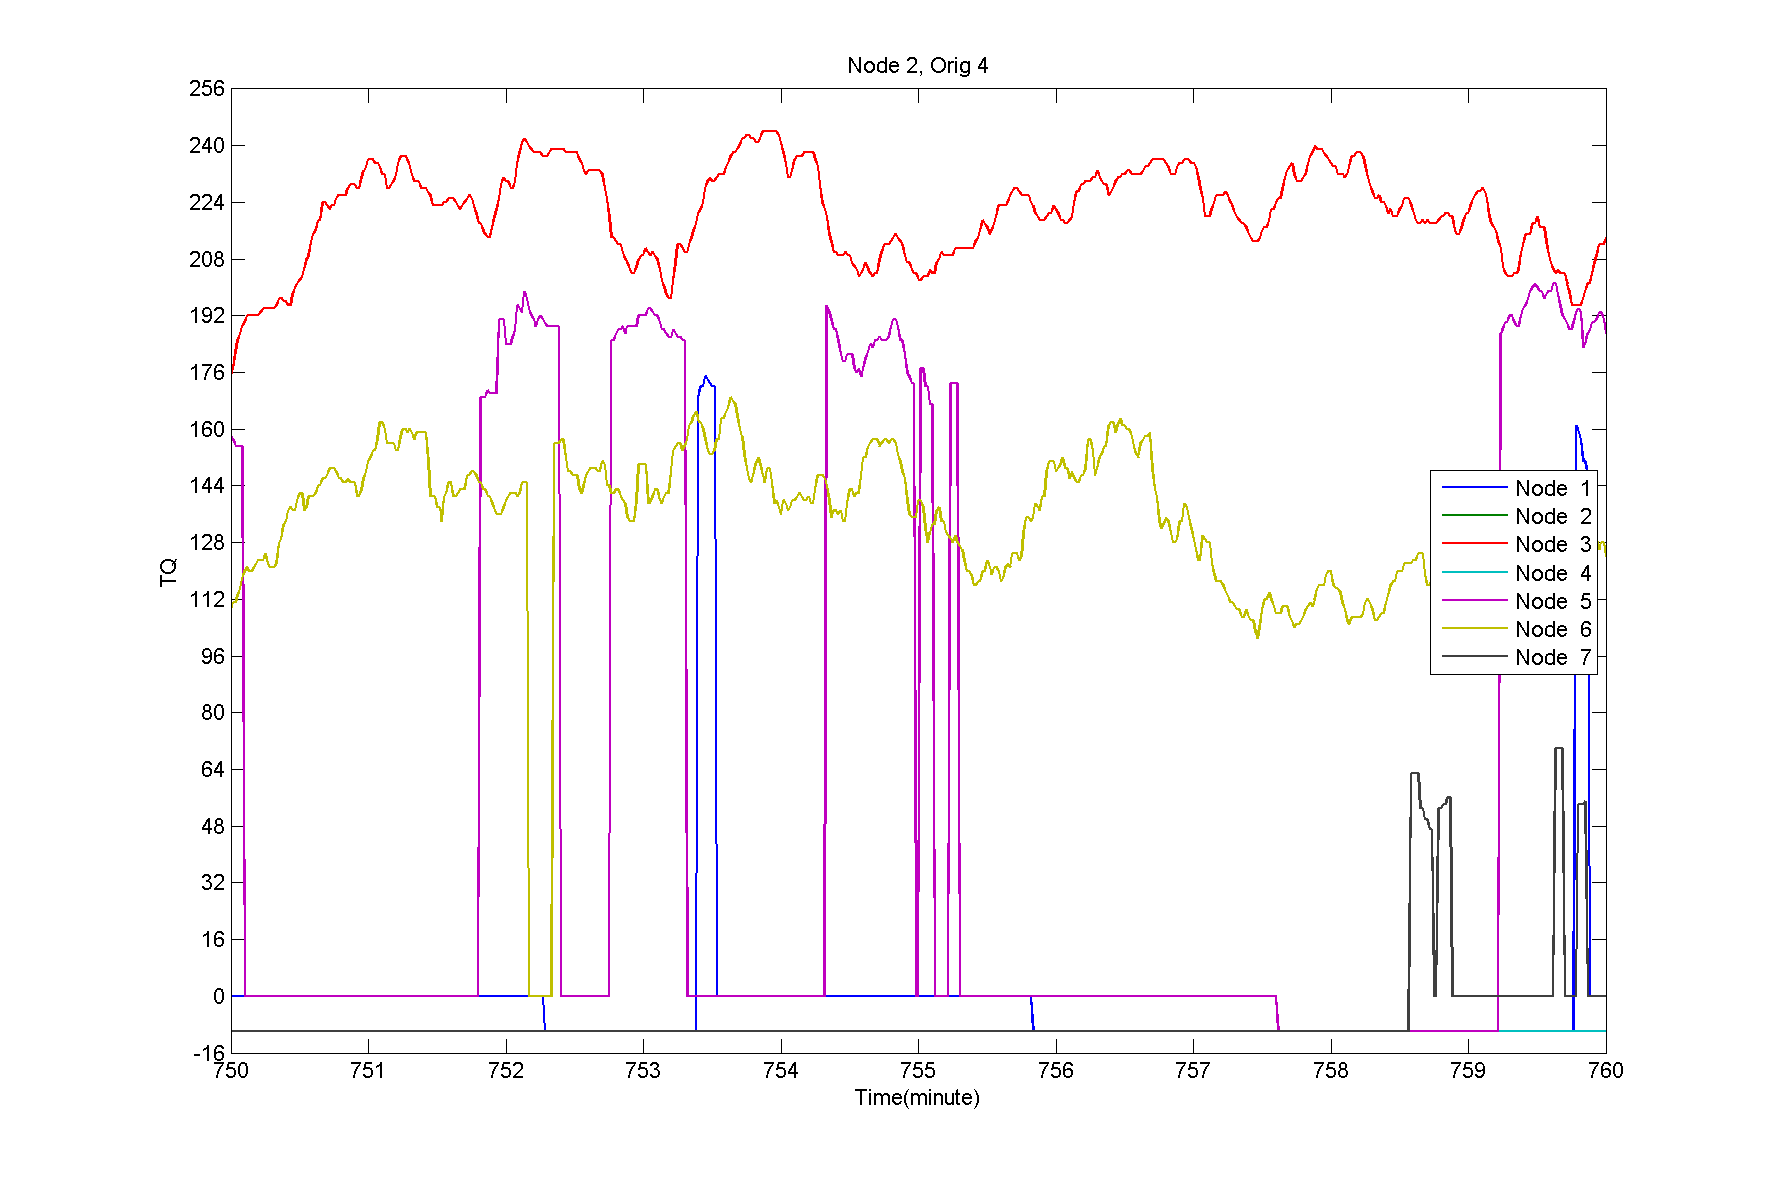 Node 2, Orig 4
256
240
224
208
192
176
160
144
128
112
96
80
64
48
32
16
0
-16
TQ
Node 1
Node 2
Node 3
Node 4
Node 5
Node 6
Node 7
750 751 752 753 754 755 756 757 758 759 760
Time(minute)